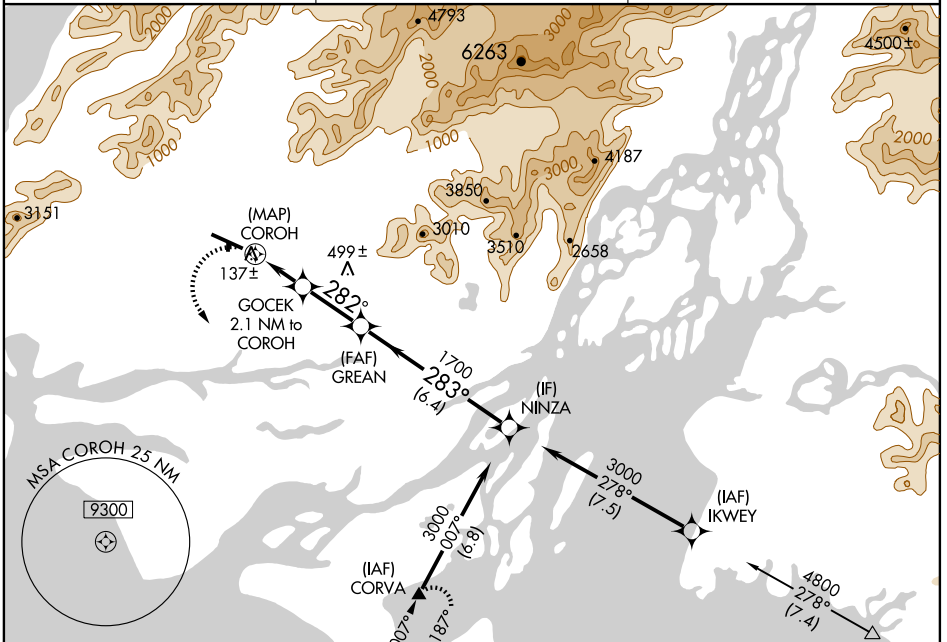 2000
4793
3000
6263
4500±
2000
1000
1000
2000
3000
4187
3850
3151
3010
3510
2658
(MAP)
COROH
137±
499±
282°
GOCEK
2.1 NM to
COROH
(FAF)
GREAN
1700
283°
(6.4)
(IF)
NINZA
MSA COROH 25 NM
9300
3000
278°
(7.5)
(IAF)
IKWEY
3000
007°
(6.8)
(IAF)
CORVA
007°
187°
4800
278°
(7.4)